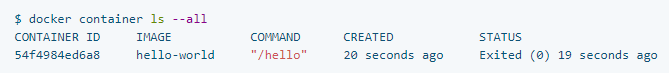 $ docker container ls --all
CONTAINER ID     IMAGE           COMMAND      CREATED            STATUS
54f4984ed6a8     hello-world     "/hello"     20 seconds ago     Exited (0) 19 seconds ago